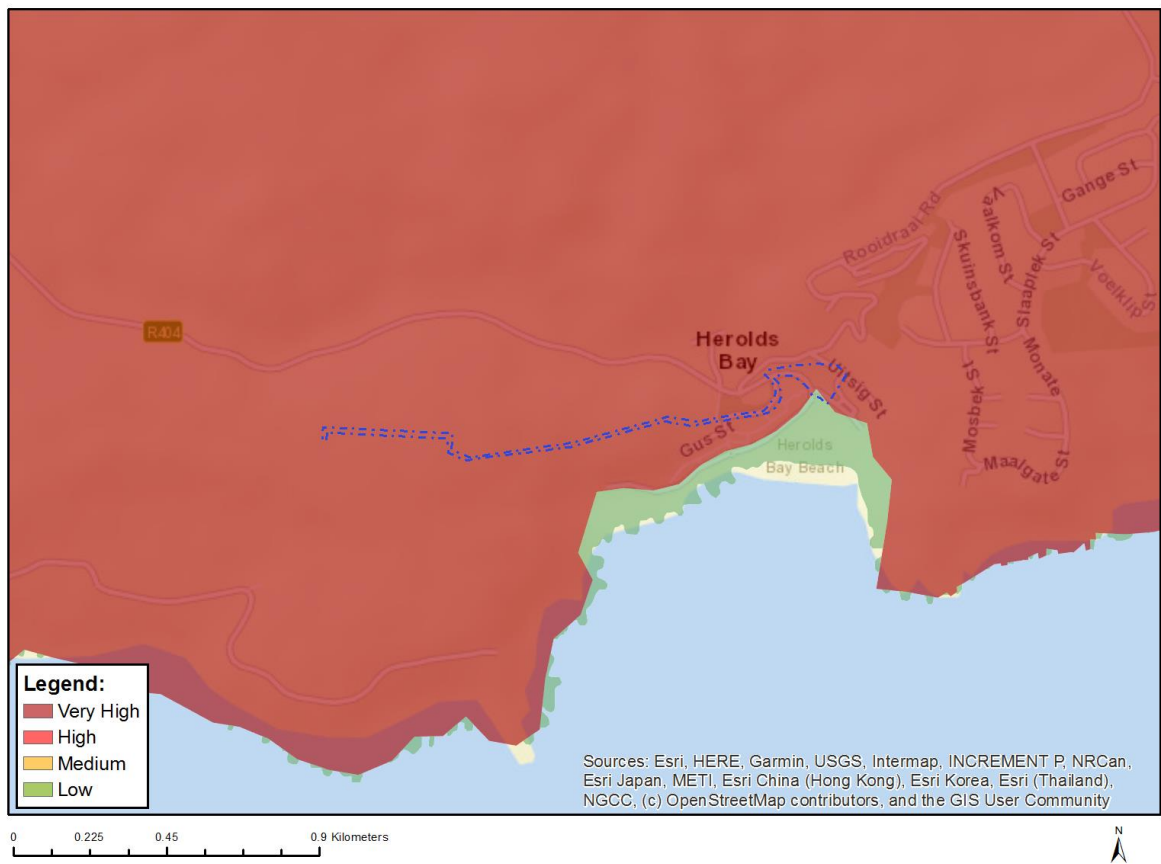 Gange St
Vaalkom St
Rooidraai Rd
Skuinsbank St
Slaaplek St
Voelklip St
R404
Herolds
Bay
Monate
Uitsig St
Mosbek St
Gus St
Herolds
Bay Beach
Maalgate St
Legend:
Very High
High
Medium
Low
Sources: Esri, HERE, Garmin, USGS, Intermap, INCREMENT P, NRCan,
Esri Japan, METI, Esri China (Hong Kong), Esri Korea, Esri (Thailand),
NGCC, (c) OpenStreetMap contributors, and the GIS User Community
0 0.225 0.45 0.9 Kilometers
N